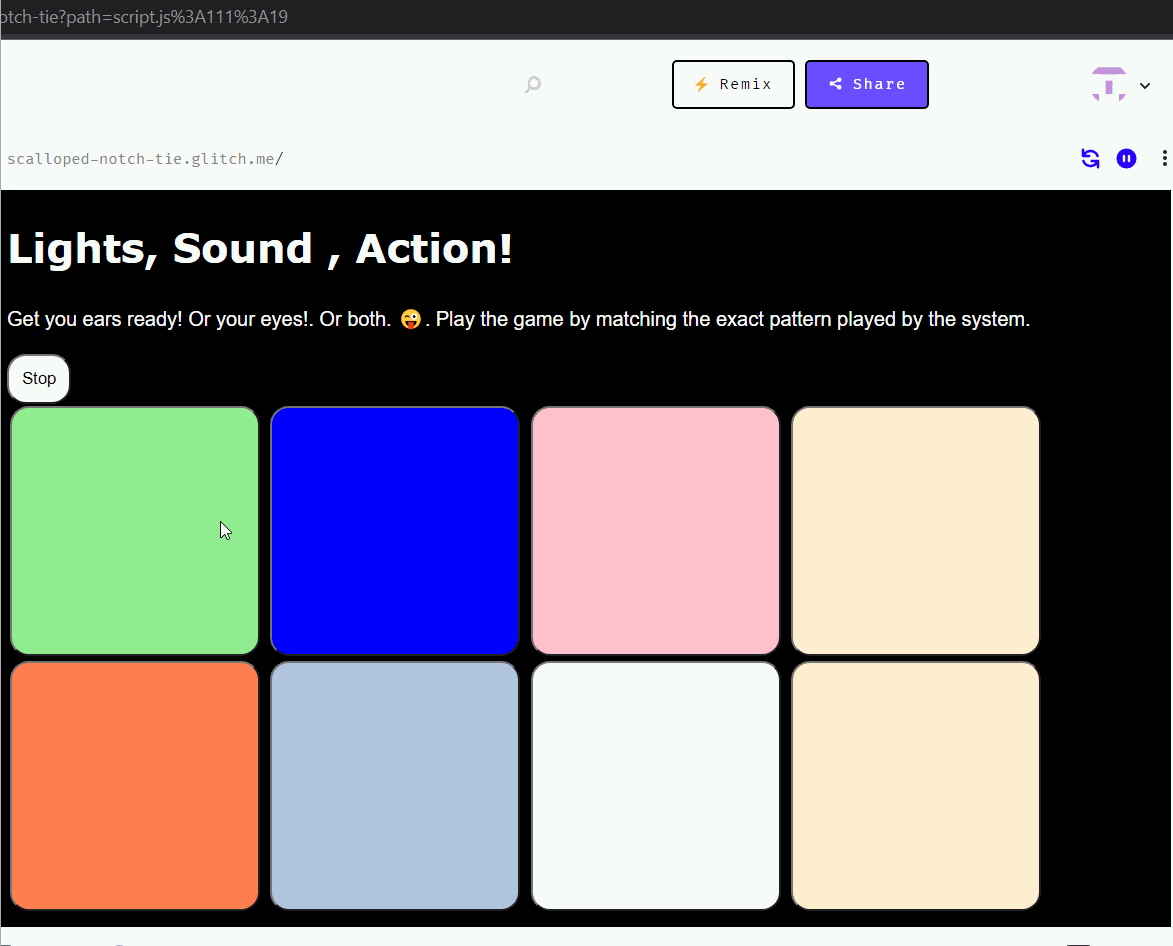 otch-tie?path=script.js%3A111%3A19
⚡ Remix
Share
scalloped-notch-tie.glitch.me/
Lights, Sound , Action!
Get you ears ready! Or your eyes!. Or both. 😜. Play the game by matching the exact pattern played by the system.
Stop